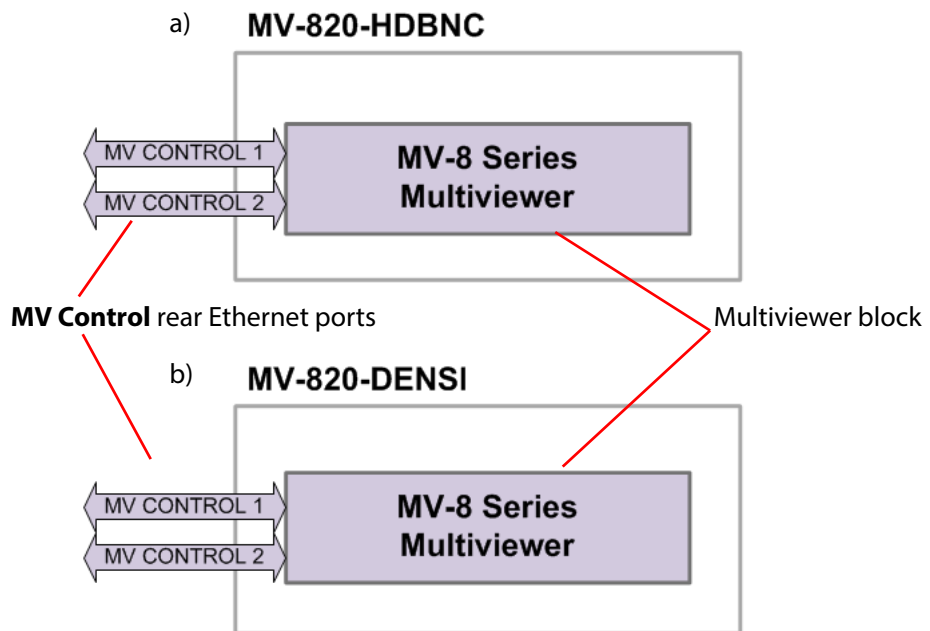 a) MV-820-HDBNC
MV CONTROL 1
MV CONTROL 2
MV-8 Series
Multiviewer
MV Control rear Ethernet ports
Multiviewer block
b) MV-820-DENSI
MV CONTROL 1
MV CONTROL 2
MV-8 Series
Multiviewer